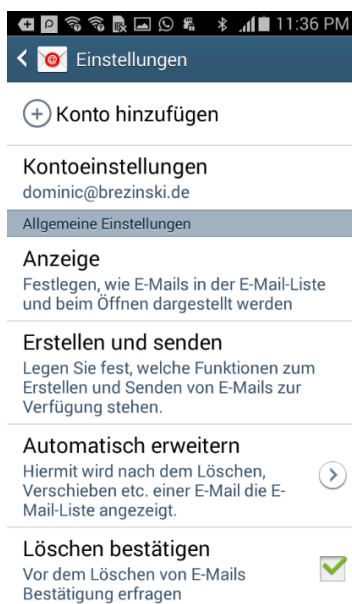 11:36 PM
Einstellungen
Konto hinzufügen
Kontoeinstellungen
dominic@brezinski.de
Allgemeine Einstellungen
Anzeige
Festlegen, wie E-Mails in der E-Mail-Liste
und beim Öffnen dargestellt werden
Erstellen und senden
Legen Sie fest, welche Funktionen zum
Erstellen und Senden von E-Mails zur
Verfügung stehen.
Automatisch erweitern
Hiermit wird nach dem Löschen,
Verschieben etc. einer E-Mail die E-
Mail-Liste angezeigt.
Löschen bestätigen
Vor dem Löschen von E-Mails
Bestätigung erfragen